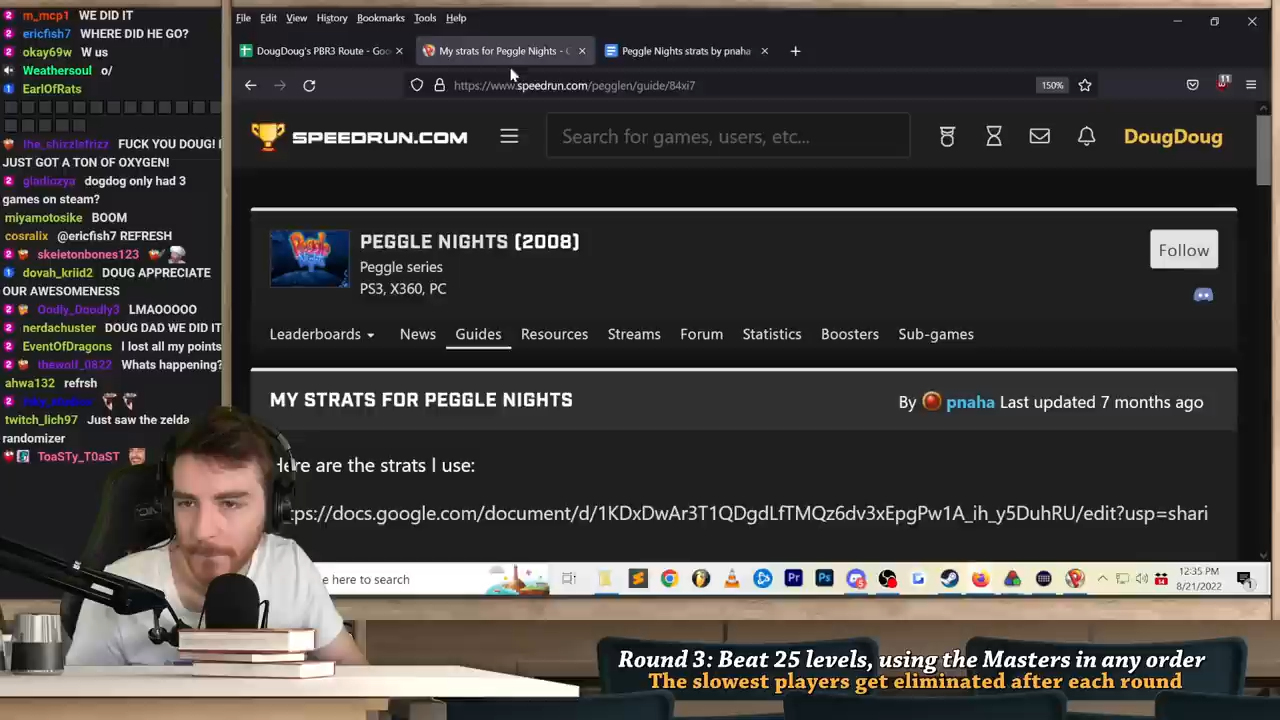 m_mcp1 WE DID IT
ericfish7 WHERE DID HE GO?
okay69w W us
Weathersoul o/
EarlOfRats
the_shizzlefrizz FUCK YOU DOUG! I
JUST GOT A TON OF OXYGEN!
gladiozya dogdog only had 3
games on steam?
miyamotosike BOOM
cosralix @ericfish7 REFRESH
skeletonbones123
dovah_kriid2 DOUG APPRECIATE
OUR AWESOMENESS
Oodly_Doodly3 LMAOOOOO
nerdachuster DOUG DAD WE DID IT
EventOfDragons I lost all my points
thewolf_0822 Whats happening?
ahwa132 refrsh
twitch_lich97 Just saw the zelda
randomizer
ToaSTy_T0aST
File Edit View History Bookmarks Tools Help
DougDoug's PBR3 Route - Goo
My strats for Peggle Nights - G
Peggle Nights strats by pnaha
https://www.speedrun.com/pegglen/guide/84xi7
150%
11
SPEEDRUN.COM
Search for games, users, etc...
DougDoug
PEGGLE NIGHTS (2008)
Peggle series
PS3, X360, PC
Follow
Leaderboards News Guides Resources Streams Forum Statistics Boosters Sub-games
MY STRATS FOR PEGGLE NIGHTS
By pnaha Last updated 7 months ago
ere are the strats I use:
tps://docs.google.com/document/d/1KDxDwAr3T1QDgdLfTMQz6dv3xEpgPw1A_ih_y5DuhRU/edit?usp=shari
e here to search
12:35 PM
8/21/2022
Round 3: Beat 25 levels, using the Masters in any order
The slowest players get eliminated after each round